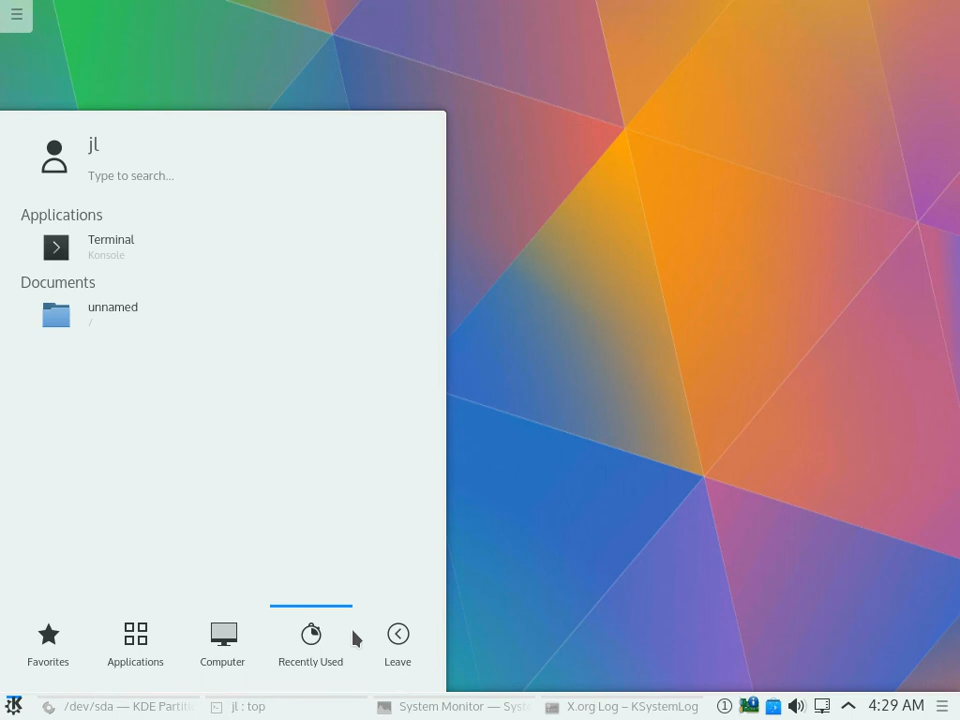 jl
Type to search...
Applications
Terminal
Konsole
Documents
unnamed
/
Favorites
Applications
Computer
Recently Used
Leave
/dev/sda — KDE Partiti
jl : top
System Monitor — Syste
X.org Log – KSystemLog
1
4:29 AM